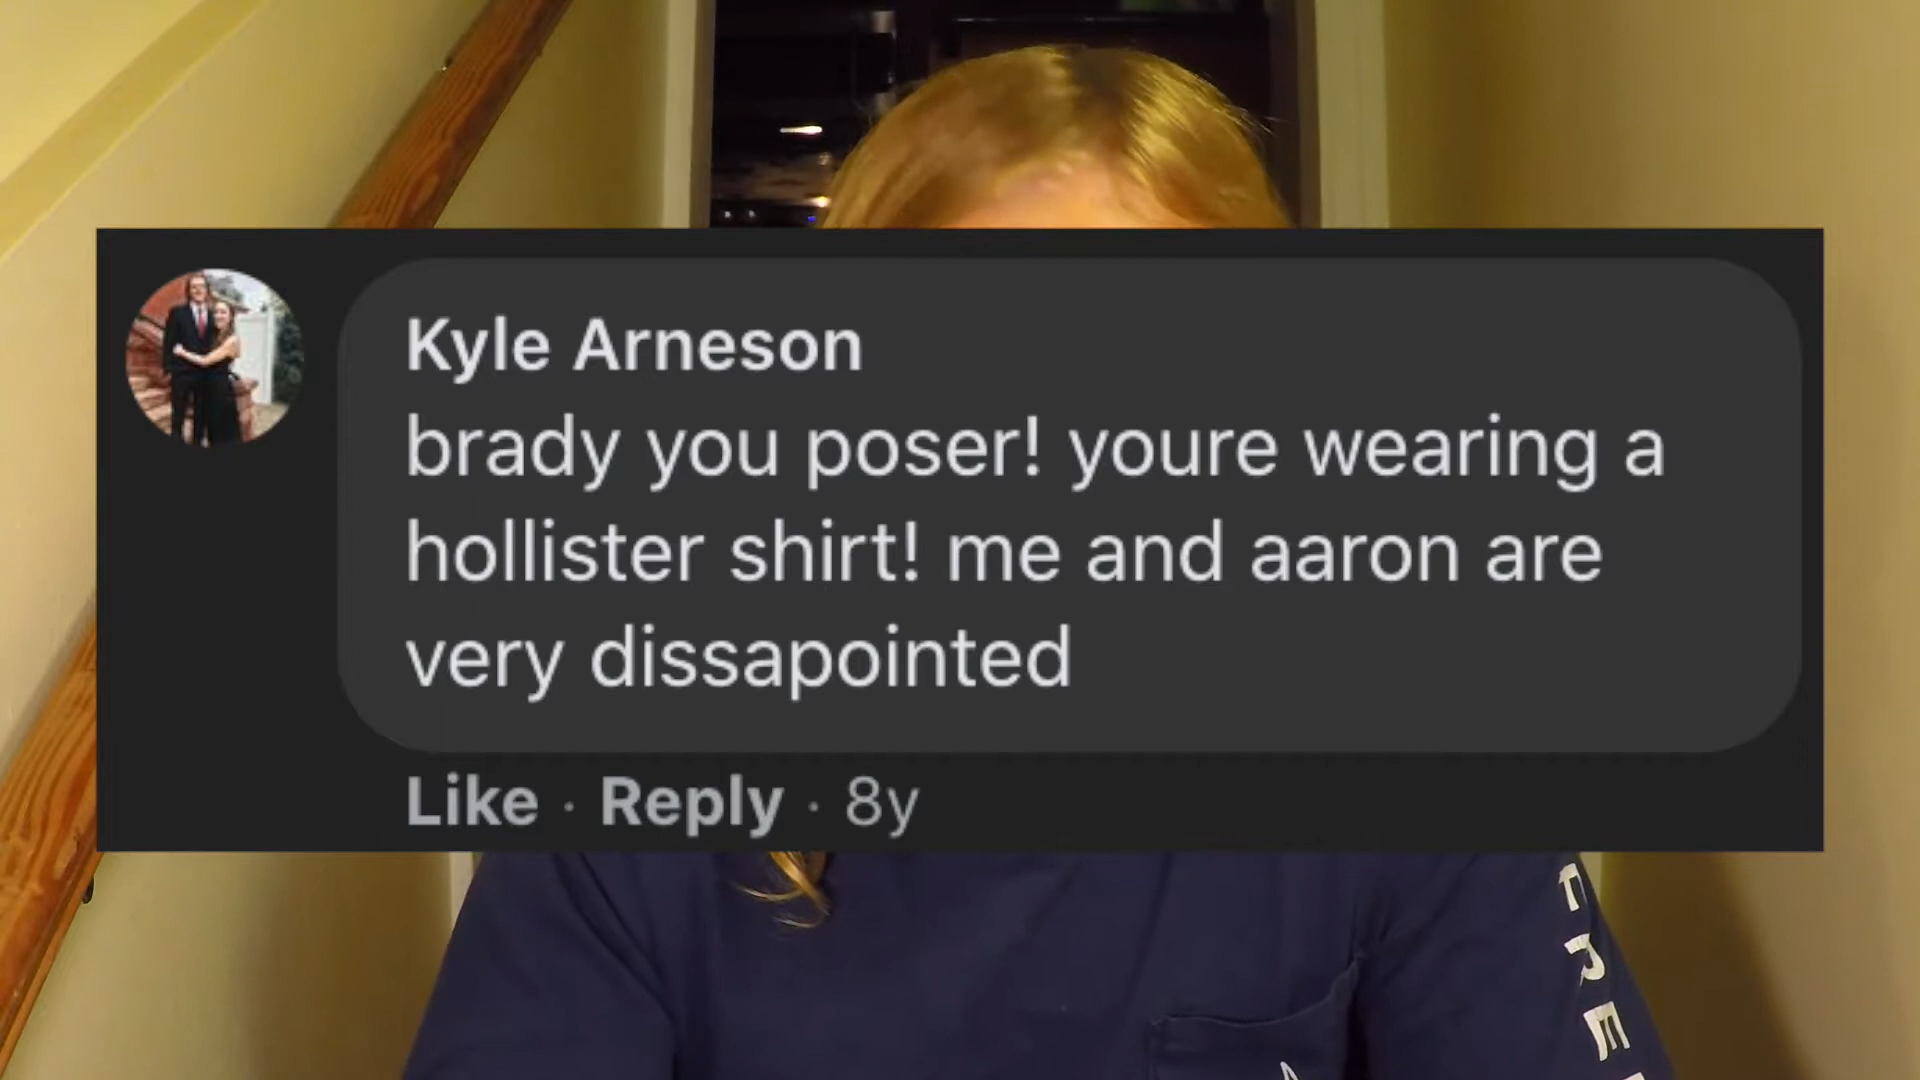 Kyle Arneson
brady you poser! youre wearing a
hollister shirt! me and aaron are
very dissapointed
Like · Reply · 8y